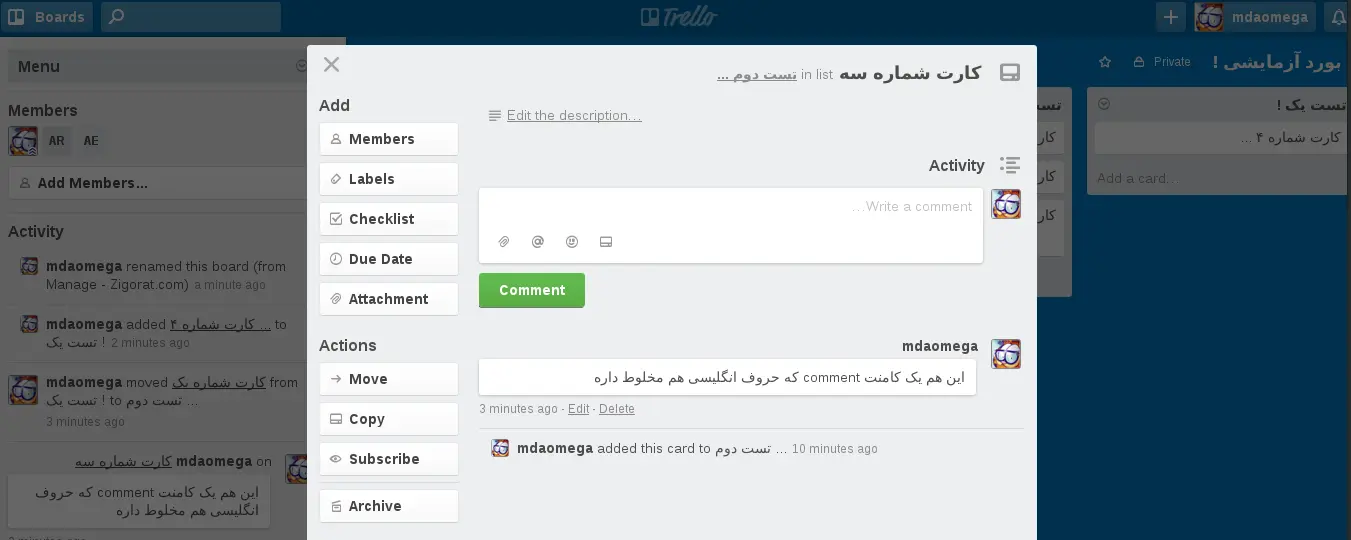 Boards
Trello
mdaomega
Menu
Members
AR AE
Add Members...
Activity
mdaomega renamed this board (from
Manage - Zigorat.com) a minute ago
mdaomega added کارت شماره ۴ ... to
تست یک ! 2 minutes ago
mdaomega moved کارت شماره یک from
تست یک ! to تست دوم ...
3 minutes ago
mdaomega on کارت شماره سه
این هم یک کامنت comment که حروف
انگلیسی هم مخلوط داره
کارت شماره سه in list تست دوم ...
Add
Members
Labels
Checklist
Due Date
Attachment
Actions
Move
Copy
Subscribe
Archive
Edit the description...
Activity
Write a comment...
Comment
mdaomega
این هم یک کامنت comment که حروف انگلیسی هم مخلوط داره
3 minutes ago - Edit - Delete
mdaomega added this card to تست دوم ... 10 minutes ago
بورد آزمایشی !
Private
تست یک !
کارت شماره ۴ ...
Add a card..